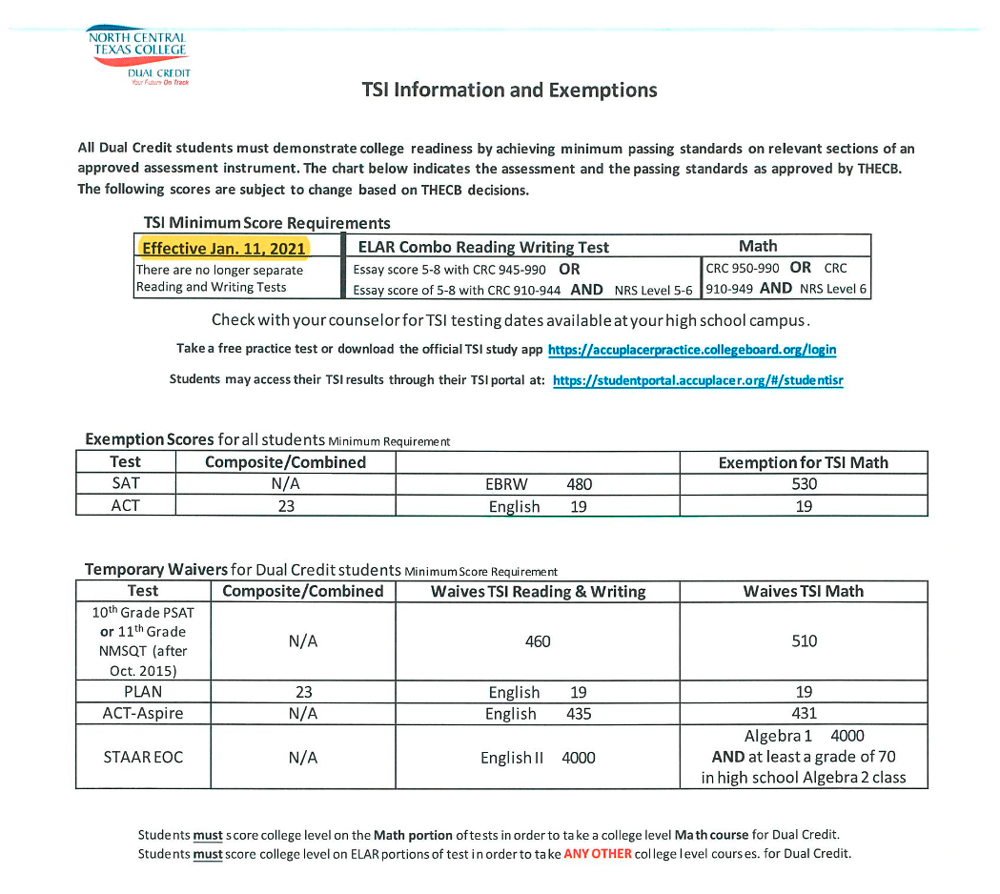 NORTH CENTRAL
TEXAS COLLEGE
DUAL CREDIT
Your Future On Track
TSI Information and Exemptions
All Dual Credit students must demonstrate college readiness by achieving minimum passing standards on relevant sections of an
approved assessment instrument. The chart below indicates the assessment and the passing standards as approved by THECB.
The following scores are subject to change based on THECB decisions.
TSI Minimum Score Requirements
Effective Jan. 11, 2021 ELAR Combo Reading Writing Test Math
There are no longer separate Essay score 5-8 with CRC 945-990 OR CRC 950-990 OR CRC
Reading and Writing Tests Essay score of 5-8 with CRC 910-944 AND NRS Level 5-6 910-949 AND NRS Level 6
Check with your counselor for TSI testing dates available at your high school campus.
Take a free practice test or download the official TSI study app https://accuplacerpractice.collegeboard.org/login
Students may access their TSI results through their TSI portal at: https://studentportal.accuplacer.org/#/studentisr
Exemption Scores for all students Minimum Requirement
Test Composite/Combined Exemption for TSI Math
SAT N/A EBRW 480 530
ACT 23 English 19 19
Temporary Waivers for Dual Credit students Minimum Score Requirement
Test Composite/Combined Waives TSI Reading & Writing Waives TSI Math
10th Grade PSAT
or 11th Grade
NMSQT (after
Oct. 2015)
N/A 460 510
PLAN 23 English 19 19
ACT-Aspire N/A English 435 431
STAAR EOC N/A English II 4000
Algebra 1 4000
AND at least a grade of 70
in high school Algebra 2 class
Students must score college level on the Math portion of tests in order to take a college level Math course for Dual Credit.
Students must score college level on ELAR portions of test in order to take ANY OTHER college level courses. for Dual Credit.